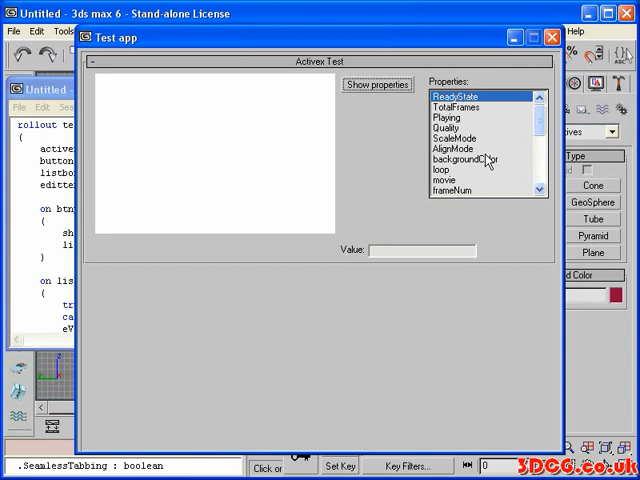 Untitled - 3ds max 6 - Stand-alone License
File Edit Tools Help
Test app
Activex Test
Untitled -
File Edit
rollout te
(
activ
button
listbo
editte
on btn
(
sh
li
)
on lis
(
tr
ca
eV
Show properties
Properties:
ReadyState
TotalFrames
Playing
Quality
ScaleMode
AlignMode
backgroundColor
loop
movie
frameNum
Value:
tives
Type
Cone
GeoSphere
Tube
Pyramid
Plane
d Color
.SeamlessTabbing : boolean
Click or
Set Key
Key Filters...
0
3DCG.co.uk